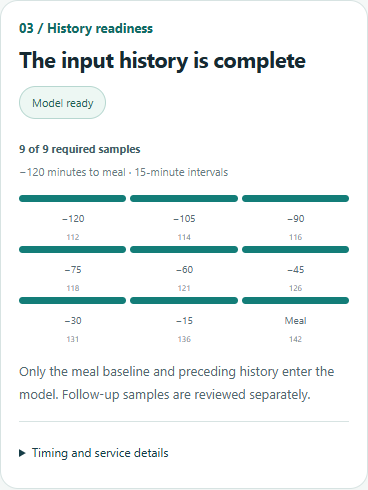 03 / History readiness
The input history is complete
Model ready
9 of 9 required samples
−120 minutes to meal · 15-minute intervals
−120 −105 −90
112 114 116
−75 −60 −45
118 121 126
−30 −15 Meal
131 136 142
Only the meal baseline and preceding history enter the
model. Follow-up samples are reviewed separately.
Timing and service details